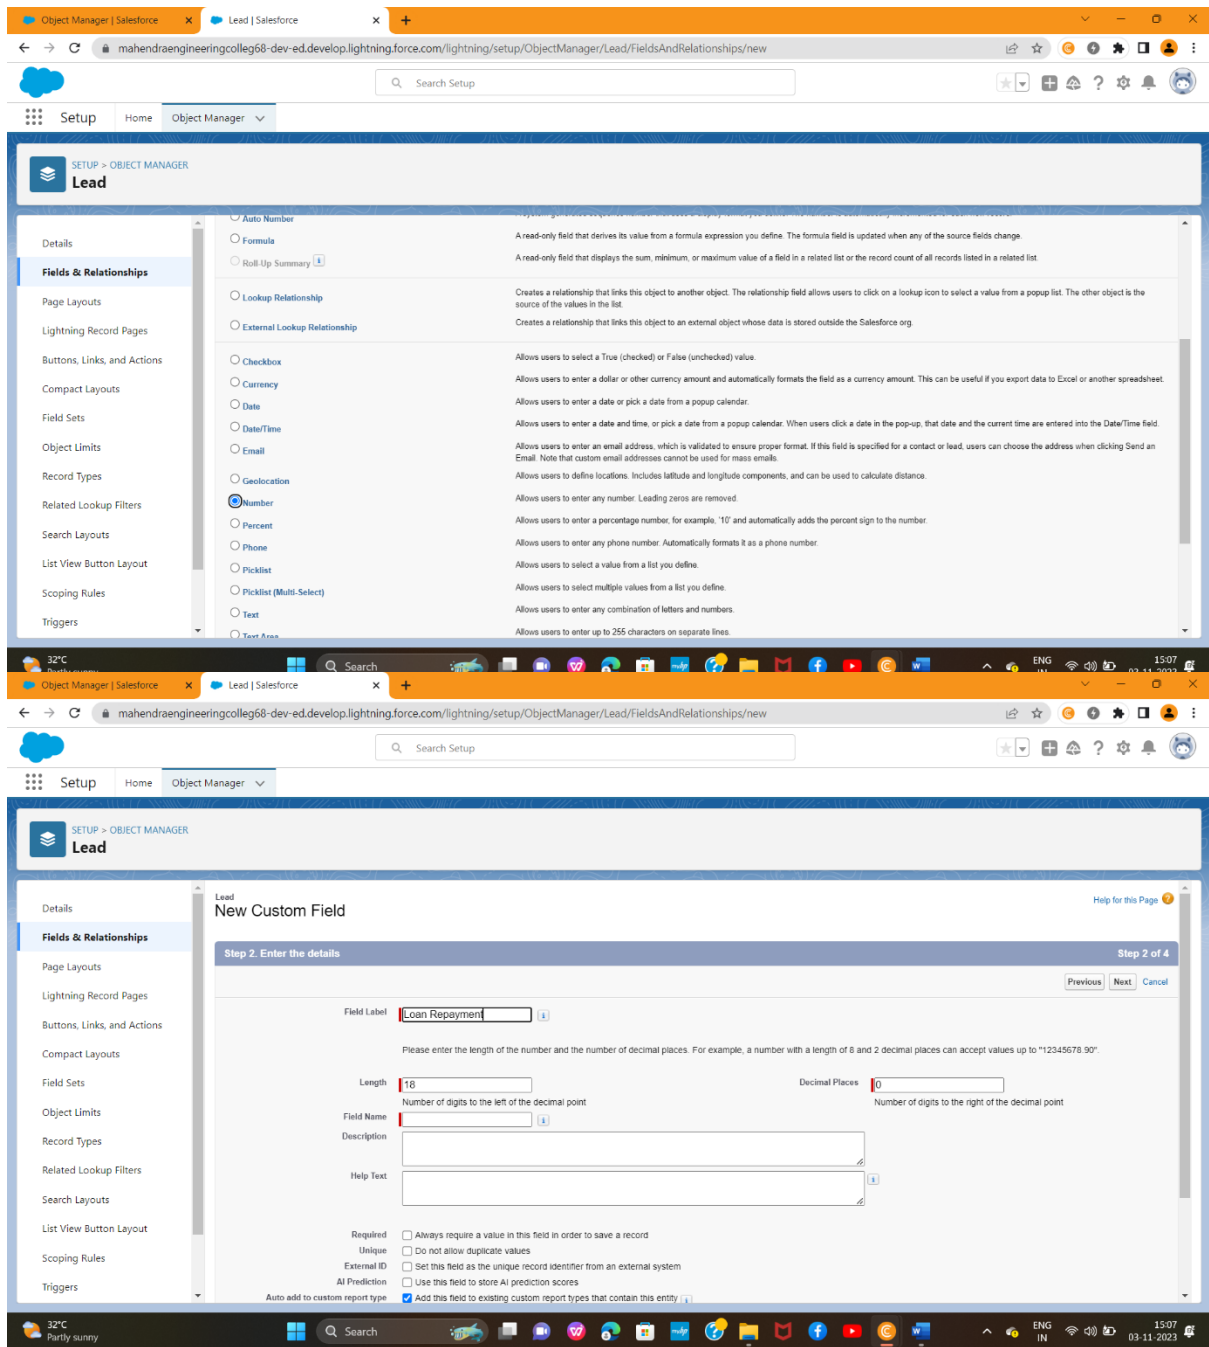 Object Manager | Salesforce
Lead | Salesforce
mahendraengineeringcolleg68-dev-ed.develop.lightning.force.com/lightning/setup/ObjectManager/Lead/FieldsAndRelationships/new
Search Setup
Setup
Home
Object Manager
SETUP > OBJECT MANAGER
Lead
Details
Fields & Relationships
Page Layouts
Lightning Record Pages
Buttons, Links, and Actions
Compact Layouts
Field Sets
Object Limits
Record Types
Related Lookup Filters
Search Layouts
List View Button Layout
Scoping Rules
Triggers
Auto Number
Formula
A read-only field that derives its value from a formula expression you define. The formula field is updated when any of the source fields change.
Roll-Up Summary
A read-only field that displays the sum, minimum, or maximum value of a field in a related list or the record count of all records listed in a related list.
Lookup Relationship
Creates a relationship that links this object to another object. The relationship field allows users to click on a lookup icon to select a value from a popup list. The other object is the
source of the values in the list.
External Lookup Relationship
Creates a relationship that links this object to an external object whose data is stored outside the Salesforce org.
Checkbox
Allows users to select a True (checked) or False (unchecked) value.
Currency
Allows users to enter a dollar or other currency amount and automatically formats the field as a currency amount. This can be useful if you export data to Excel or another spreadsheet.
Date
Allows users to enter a date or pick a date from a popup calendar.
Date/Time
Allows users to enter a date and time, or pick a date from a popup calendar. When users click a date in the pop-up, that date and the current time are entered into the Date/Time field.
Email
Allows users to enter an email address, which is validated to ensure proper format. If this field is specified for a contact or lead, users can choose the address when clicking Send an
Email. Note that custom email addresses cannot be used for mass emails.
Geolocation
Allows users to define locations. Includes latitude and longitude components, and can be used to calculate distance.
Number
Allows users to enter any number. Leading zeros are removed.
Percent
Allows users to enter a percentage number, for example, '10' and automatically adds the percent sign to the number.
Phone
Allows users to enter any phone number. Automatically formats it as a phone number.
Picklist
Allows users to select a value from a list you define.
Picklist (Multi-Select)
Allows users to select multiple values from a list you define.
Text
Allows users to enter any combination of letters and numbers.
Text Area
Allows users to enter up to 255 characters on separate lines.
32°C
Search
ENG
15:07
Object Manager | Salesforce
Lead | Salesforce
mahendraengineeringcolleg68-dev-ed.develop.lightning.force.com/lightning/setup/ObjectManager/Lead/FieldsAndRelationships/new
Search Setup
Setup
Home
Object Manager
SETUP > OBJECT MANAGER
Lead
Details
Fields & Relationships
Page Layouts
Lightning Record Pages
Buttons, Links, and Actions
Compact Layouts
Field Sets
Object Limits
Record Types
Related Lookup Filters
Search Layouts
List View Button Layout
Scoping Rules
Triggers
Lead
New Custom Field
Help for this Page
Step 2. Enter the details
Step 2 of 4
Previous
Next
Cancel
Field Label
Loan Repayment
Please enter the length of the number and the number of decimal places. For example, a number with a length of 8 and 2 decimal places can accept values up to "12345678.90".
Length
18
Decimal Places
0
Number of digits to the left of the decimal point
Number of digits to the right of the decimal point
Field Name
Description
Help Text
Required
Always require a value in this field in order to save a record
Unique
Do not allow duplicate values
External ID
Set this field as the unique record identifier from an external system
AI Prediction
Use this field to store AI prediction scores
Auto add to custom report type
Add this field to existing custom report types that contain this entity
32°C
Partly sunny
Search
ENG
IN
15:07
03-11-2023